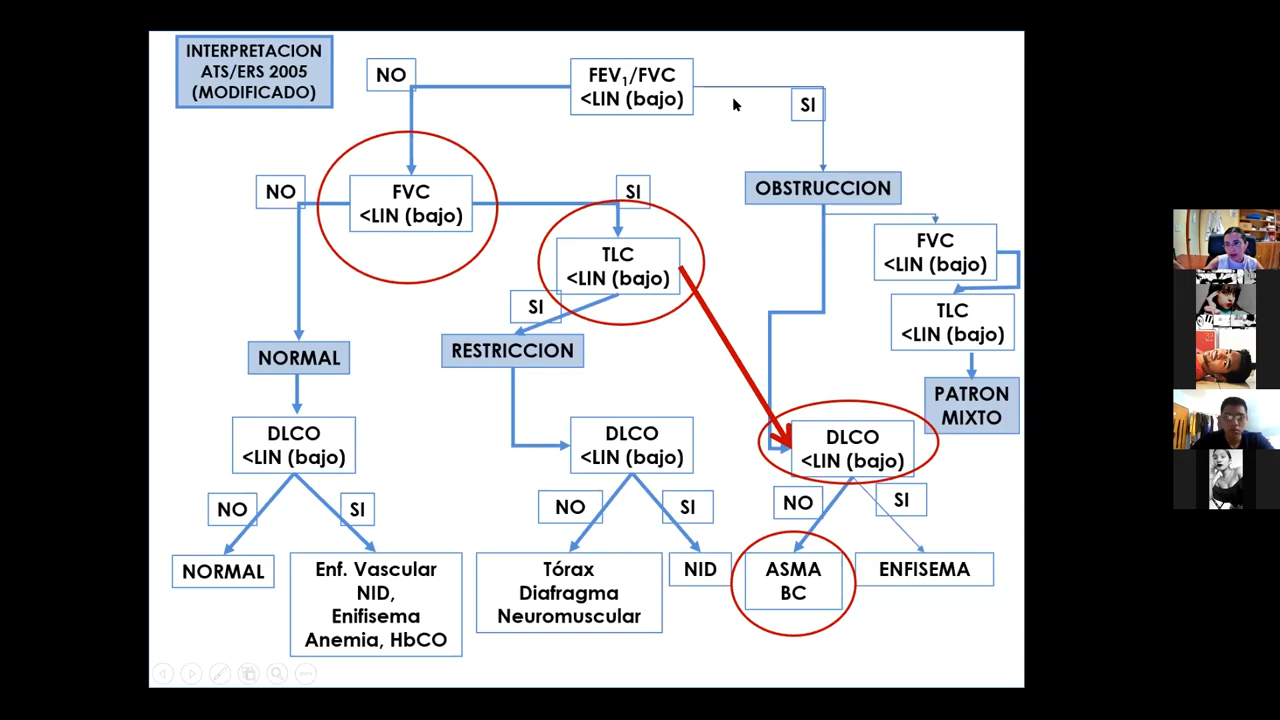 INTERPRETACION
ATS/ERS 2005
(MODIFICADO)
NO
FEV₁/FVC
<LIN (bajo)
SI
NO
FVC
<LIN (bajo)
SI
OBSTRUCCION
TLC
<LIN (bajo)
FVC
<LIN (bajo)
SI
TLC
<LIN (bajo)
NORMAL
RESTRICCION
PATRON
MIXTO
DLCO
<LIN (bajo)
DLCO
<LIN (bajo)
DLCO
<LIN (bajo)
NO
SI
NO
SI
NO
SI
NORMAL
Enf. Vascular
NID,
Enifisema
Anemia, HbCO
Tórax
Diafragma
Neuromuscular
NID
ASMA
BC
ENFISEMA